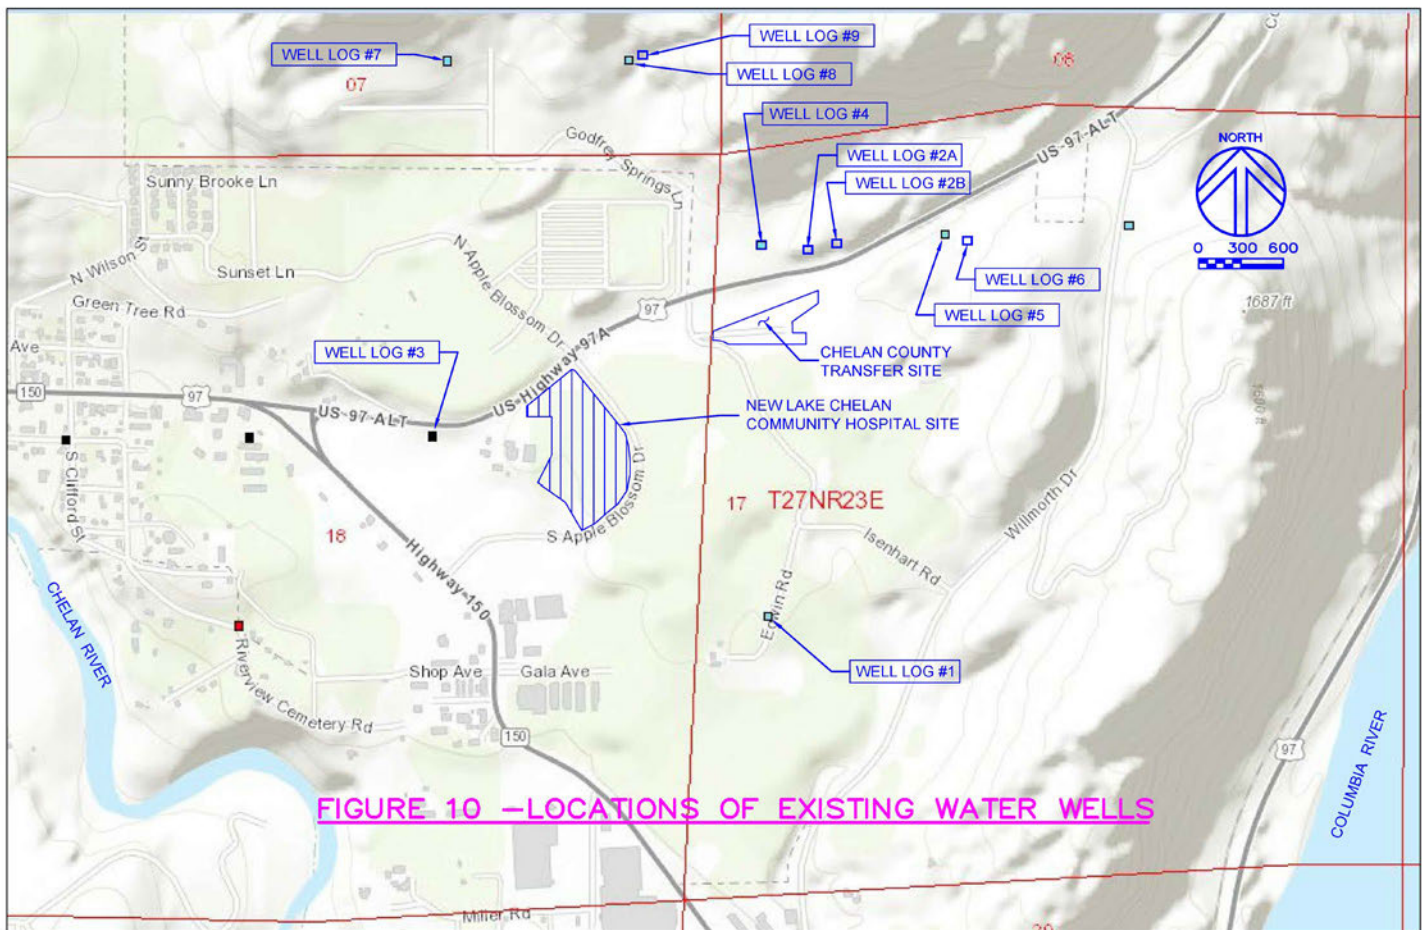 WELL LOG #7
WELL LOG #9
WELL LOG #8
07
08
WELL LOG #4
US-97-ALT
Godfrey Springs Ln
WELL LOG #2A
WELL LOG #2B
NORTH
0 300 600
Sunny Brooke Ln
N Wilson St
Sunset Ln
N Apple Blossom Dr
Green Tree Rd
97
WELL LOG #6
WELL LOG #5
1687 ft
Ave
WELL LOG #3
US-Highway-97A
CHELAN COUNTY
TRANSFER SITE
150
97
US-97-ALT
NEW LAKE CHELAN
COMMUNITY HOSPITAL SITE
1600 ft
S Clifford St
S Apple Blossom Dr
17 T27NR23E
18
Highway-150
Isenhart Rd
Willmorth Dr
Edwin Rd
CHELAN RIVER
Riverview Cemetery Rd
Shop Ave
Gala Ave
WELL LOG #1
150
97
COLUMBIA RIVER
FIGURE 10 –LOCATIONS OF EXISTING WATER WELLS
Miller Rd